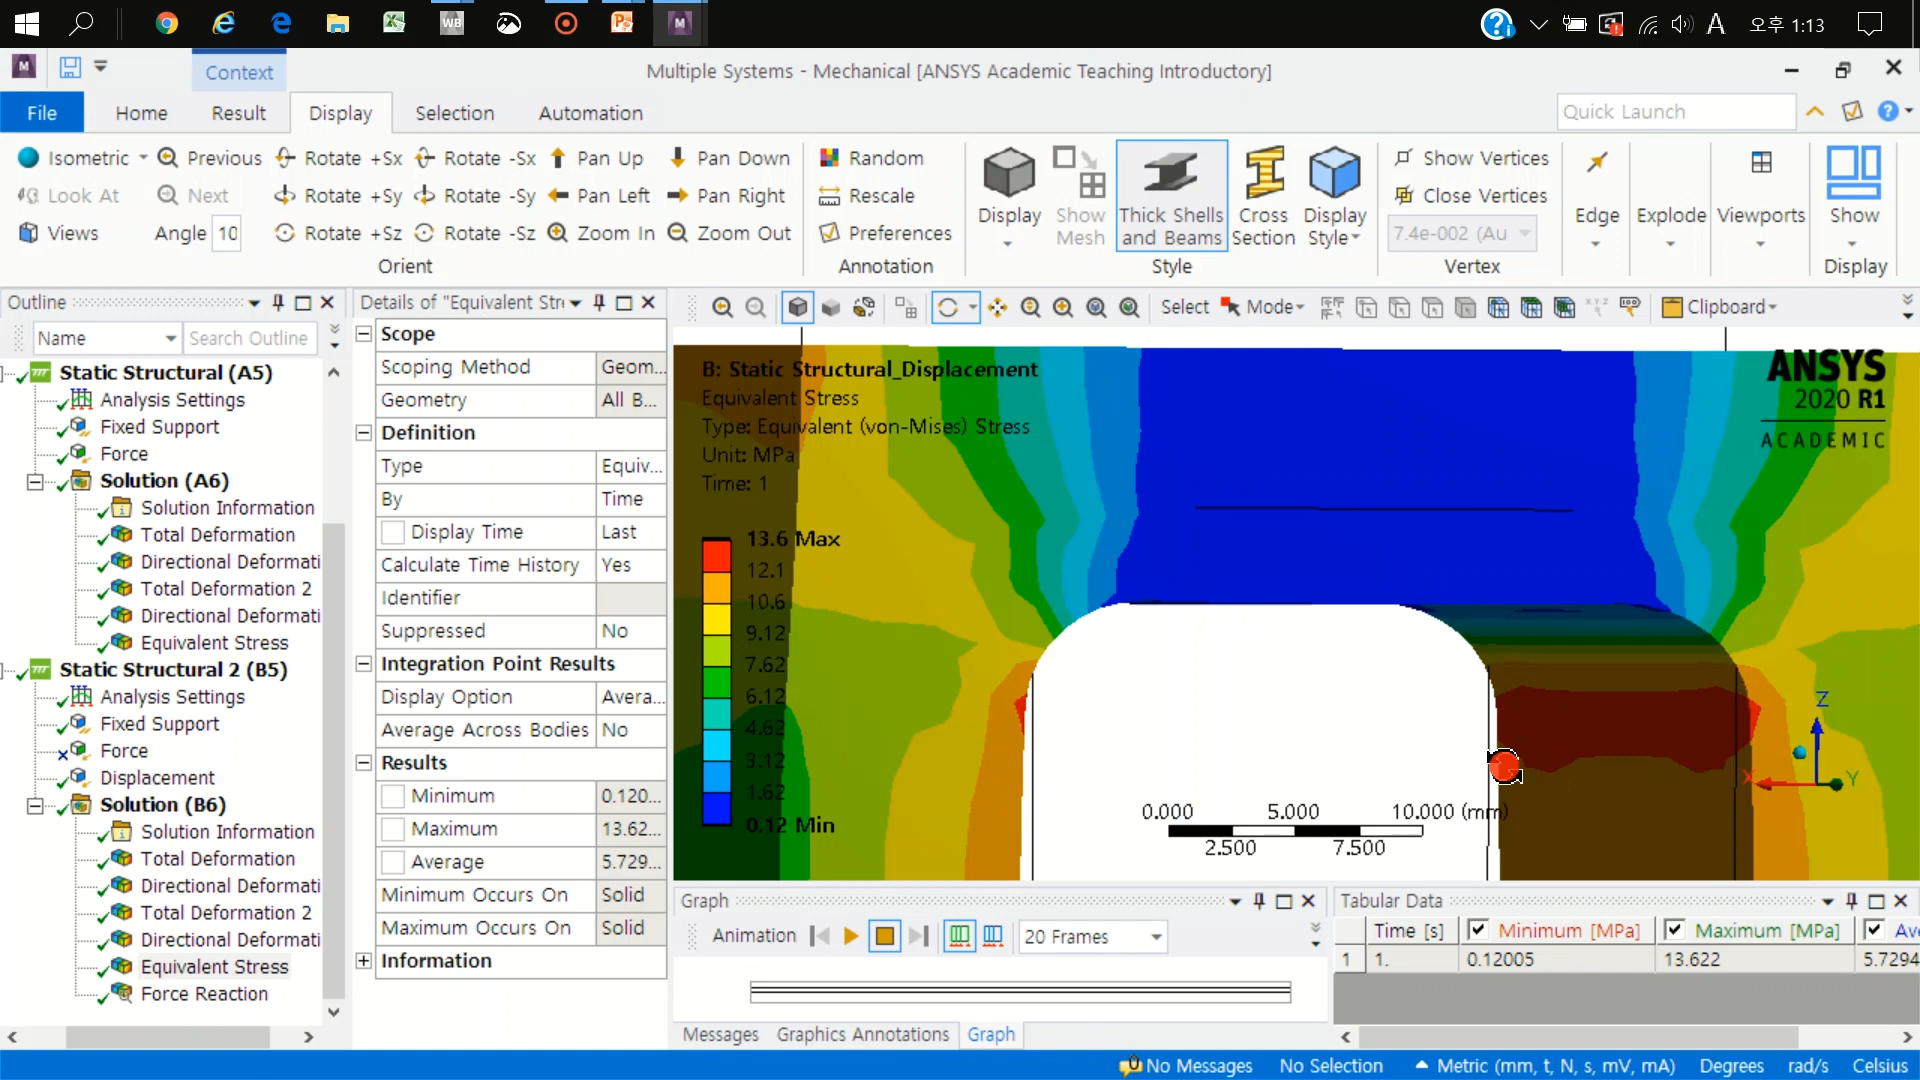 WB
A
오후 1:13
Context
Multiple Systems - Mechanical [ANSYS Academic Teaching Introductory]
File Home Result Display Selection Automation
Quick Launch
Isometric Previous Rotate +Sx Rotate -Sx Pan Up Pan Down Random Show Vertices
Look At Next Rotate +Sy Rotate -Sy Pan Left Pan Right Rescale Close Vertices
Views Angle 10 Rotate +Sz Rotate -Sz Zoom In Zoom Out Preferences 7.4e-002 (Au
Display Show Mesh Thick Shells and Beams Cross Section Display Style Edge Explode Viewports Show
Orient Annotation Style Vertex Display
Outline
Name Search Outline
Static Structural (A5)
Analysis Settings
Fixed Support
Force
Solution (A6)
Solution Information
Total Deformation
Directional Deformati
Total Deformation 2
Directional Deformati
Equivalent Stress
Static Structural 2 (B5)
Analysis Settings
Fixed Support
Force
Displacement
Solution (B6)
Solution Information
Total Deformation
Directional Deformati
Total Deformation 2
Directional Deformati
Equivalent Stress
Force Reaction
Details of "Equivalent Stre
Scope
Scoping Method Geom...
Geometry All B...
Definition
Type Equiv...
By Time
Display Time Last
Calculate Time History Yes
Identifier
Suppressed No
Integration Point Results
Display Option Avera...
Average Across Bodies No
Results
Minimum 0.120...
Maximum 13.62...
Average 5.729...
Minimum Occurs On Solid
Maximum Occurs On Solid
Information
Select Mode Clipboard
B: Static Structural_Displacement
Equivalent Stress
Type: Equivalent (von-Mises) Stress
Unit: MPa
Time: 1
13.6 Max
12.1
10.6
9.12
7.62
6.12
4.62
3.12
1.62
0.12 Min
ANSYS
2020 R1
ACADEMIC
0.000 5.000 10.000 (mm)
2.500 7.500
Z
X
Y
Graph
Animation 20 Frames
Messages Graphics Annotations Graph
Tabular Data
Time [s] Minimum [MPa] Maximum [MPa] Ave
1 1. 0.12005 13.622 5.7294
No Messages No Selection Metric (mm, t, N, s, mV, mA) Degrees rad/s Celsius